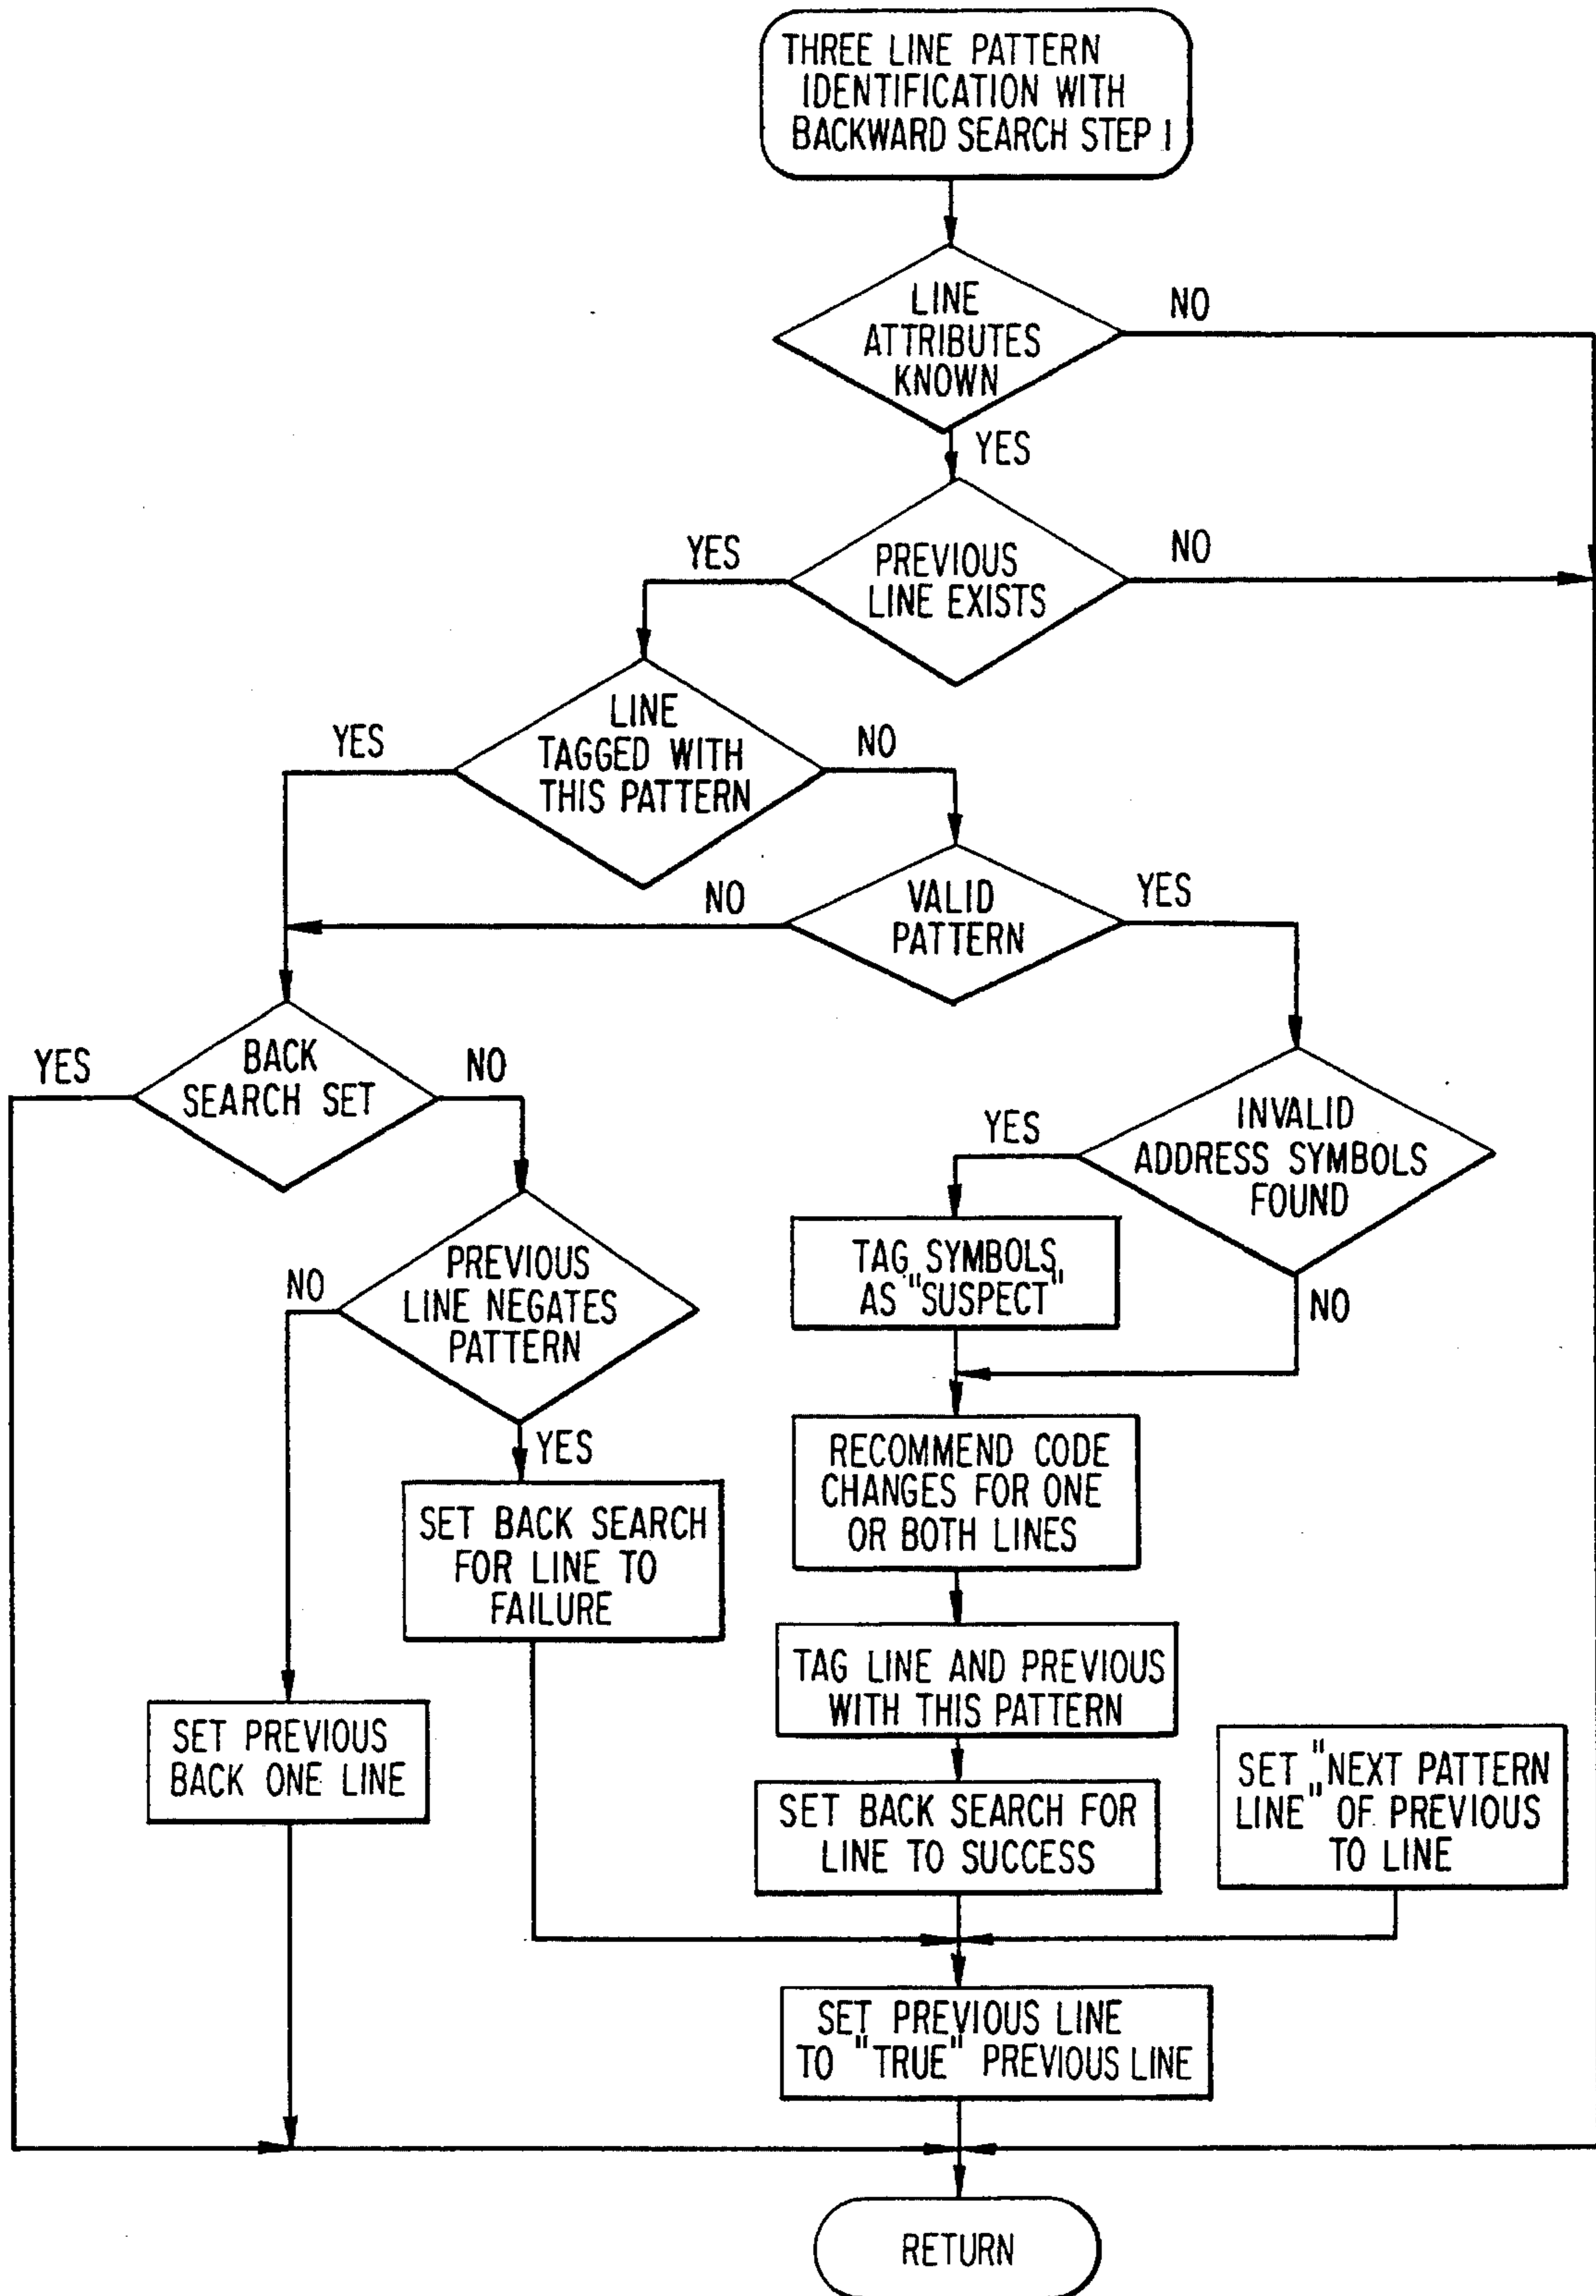 THREE LINE PATTERN
IDENTIFICATION WITH
BACKWARD SEARCH STEP 1
LINE
ATTRIBUTES
KNOWN
NO
YES
PREVIOUS
LINE EXISTS
YES
NO
LINE
TAGGED WITH
THIS PATTERN
YES
NO
VALID
PATTERN
NO
YES
BACK
SEARCH SET
YES
NO
INVALID
ADDRESS SYMBOLS
FOUND
YES
NO
TAG SYMBOLS
AS "SUSPECT"
PREVIOUS
LINE NEGATES
PATTERN
NO
YES
RECOMMEND CODE
CHANGES FOR ONE
OR BOTH LINES
SET BACK SEARCH
FOR LINE TO
FAILURE
TAG LINE AND PREVIOUS
WITH THIS PATTERN
SET PREVIOUS
BACK ONE LINE
SET BACK SEARCH FOR
LINE TO SUCCESS
SET "NEXT PATTERN
LINE" OF PREVIOUS
TO LINE
SET PREVIOUS LINE
TO "TRUE" PREVIOUS LINE
RETURN